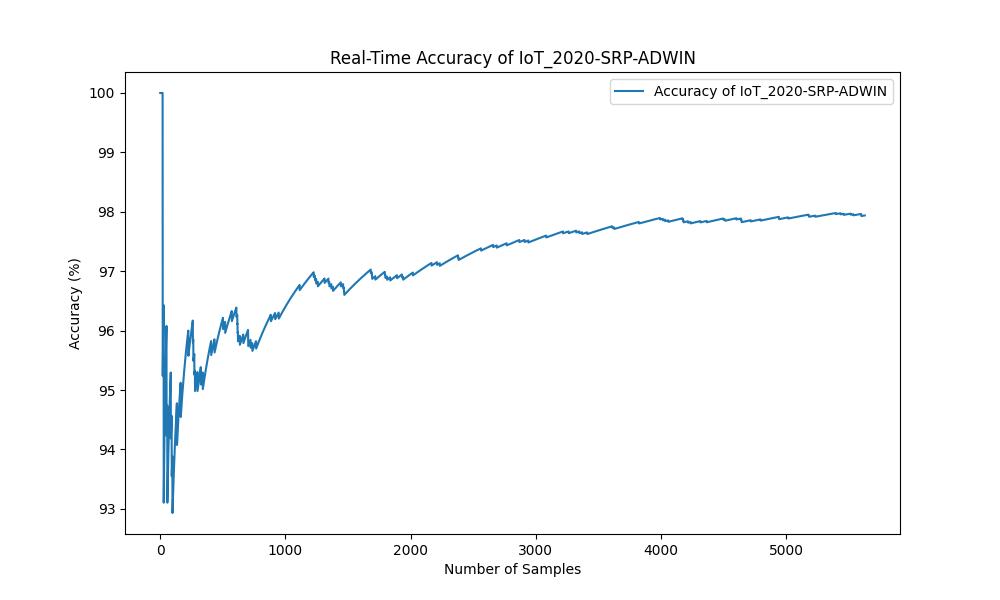 Real-Time Accuracy of IoT_2020-SRP-ADWIN
Accuracy of IoT_2020-SRP-ADWIN
Accuracy (%)
100
99
98
97
96
95
94
93
0 1000 2000 3000 4000 5000
Number of Samples